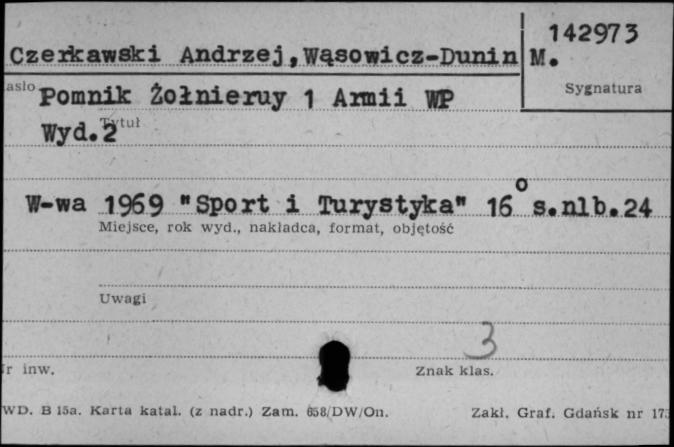 142973
Czerkawski Andrzej,Wąsowicz-Dunin M.
Sygnatura
asło Pomnik Żołnieruy 1 Armii WP
Tytuł
Wyd.2
W-wa 1969 "Sport i Turystyka" 16° s.nlb.24
Miejsce, rok wyd., nakładca, format, objętość
Uwagi
3
r inw. Znak klas.
WD. B 15a. Karta katal. (z nadr.) Zam. 658/DW/On. Zakł. Graf. Gdańsk nr 173